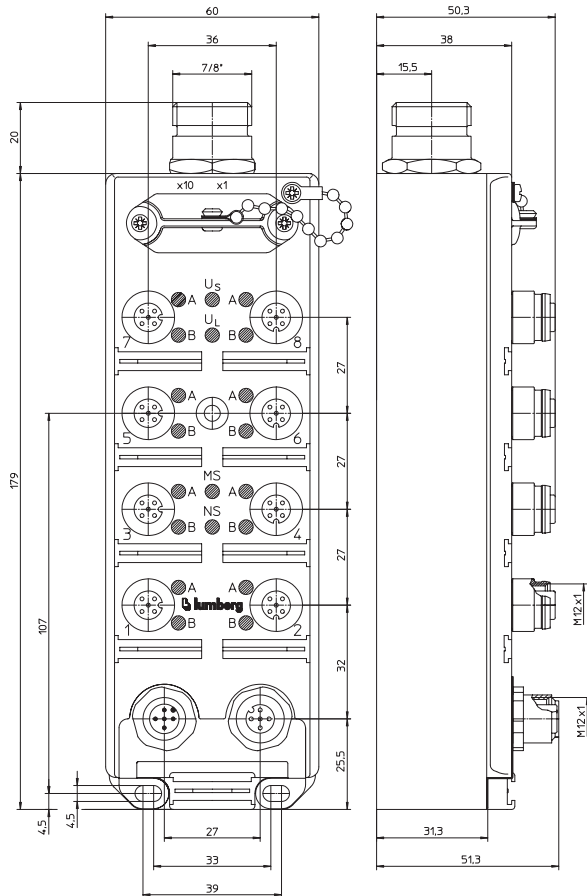 60
50,3
36
38
7/8"
15,5
20
x10 x1
US
A A
UL
B B
7 8
27
A A
B B
5 6
179
27
MS
A A
NS
B B
3 4
27
107
A A
lumberg
B B
1 2
M12x1
32
M12x1
25,5
4,5
4,5
27
31,3
33
51,3
39